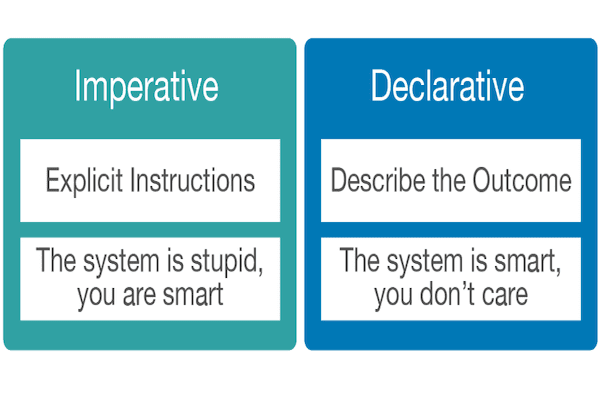 Imperative
Explicit Instructions
The system is stupid,
you are smart
Declarative
Describe the Outcome
The system is smart,
you don’t care